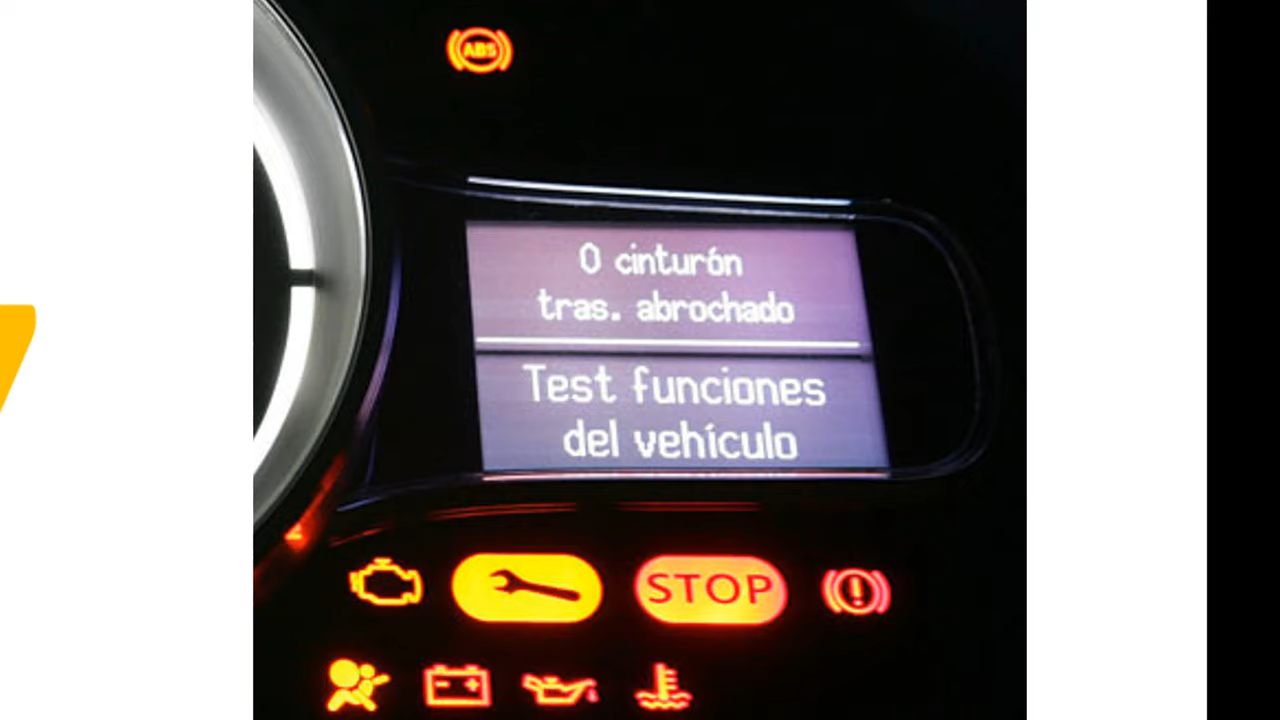 ABS
0 cinturón
tras. abrochado
Test funciones
del vehículo
STOP